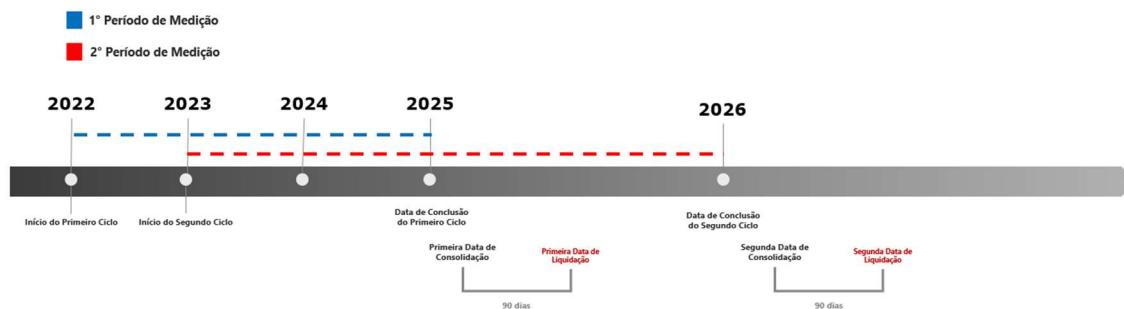 1° Período de Medição
2° Período de Medição
2022
2023
2024
2025
2026
Início do Primeiro Ciclo
Início do Segundo Ciclo
Data de Conclusão
do Primeiro Ciclo
Data de Conclusão
do Segundo Ciclo
Primeira Data de
Consolidação
Primeira Data de
Liquidação
Segunda Data de
Consolidação
Segunda Data de
Liquidação
90 dias
90 dias